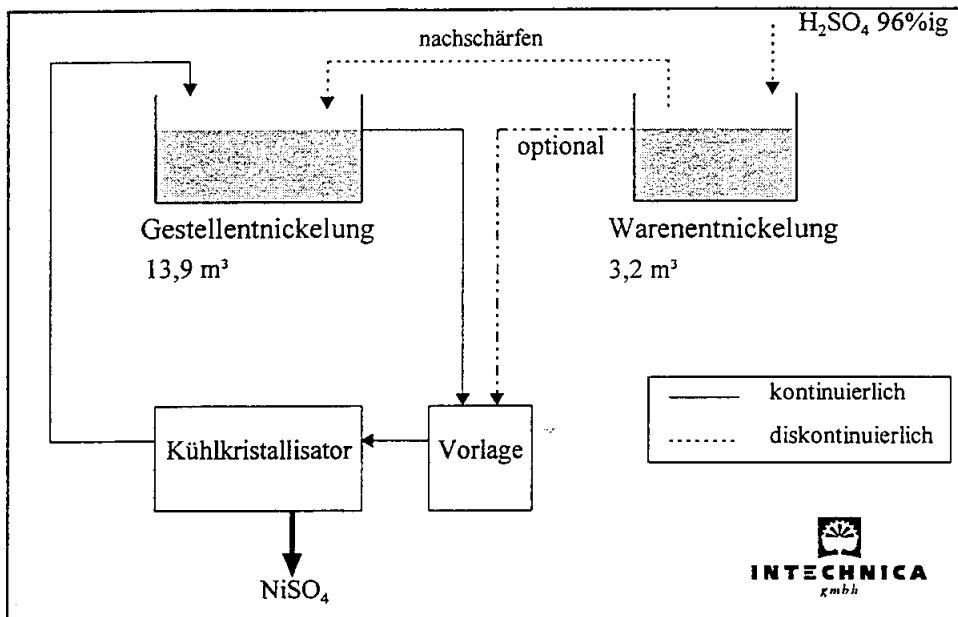 H₂SO₄ 96%ig
nachschärfen
optional
Gestellentnickelung
13,9 m³
Warenentnickelung
3,2 m³
kontinuierlich
diskontinuierlich
Kühlkristallisator
Vorlage
NiSO₄
INTECHNICA
gmbh